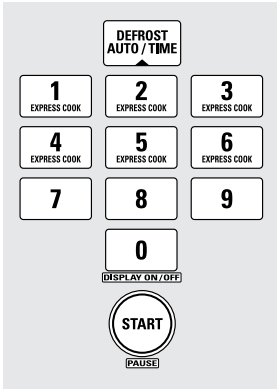 DEFROST
AUTO / TIME
1 2 3
EXPRESS COOK EXPRESS COOK EXPRESS COOK
4 5 6
EXPRESS COOK EXPRESS COOK EXPRESS COOK
7 8 9
0
DISPLAY ON/OFF
START
PAUSE